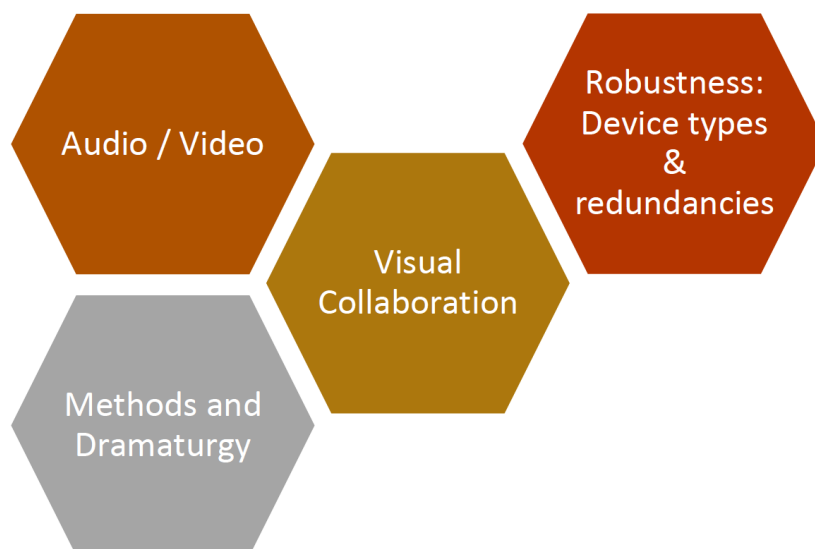 Audio / Video
Robustness:
Device types
&
redundancies
Visual
Collaboration
Methods and
Dramaturgy